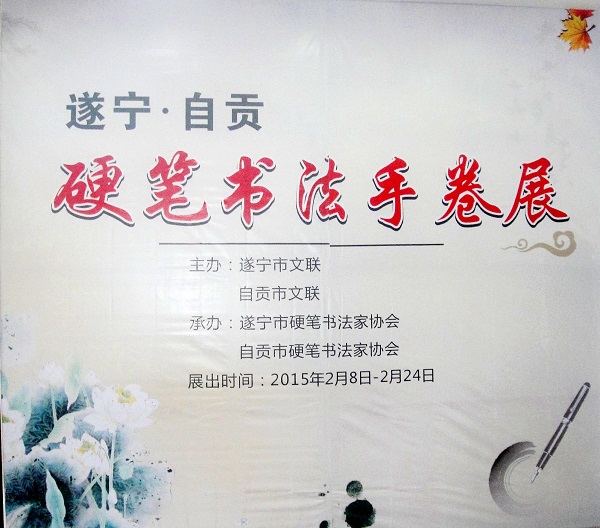 遂宁·自贡
硬笔书法手卷展
主办：遂宁市文联
自贡市文联
承办：遂宁市硬笔书法家协会
自贡市硬笔书法家协会
展出时间：2015年2月8日-2月24日